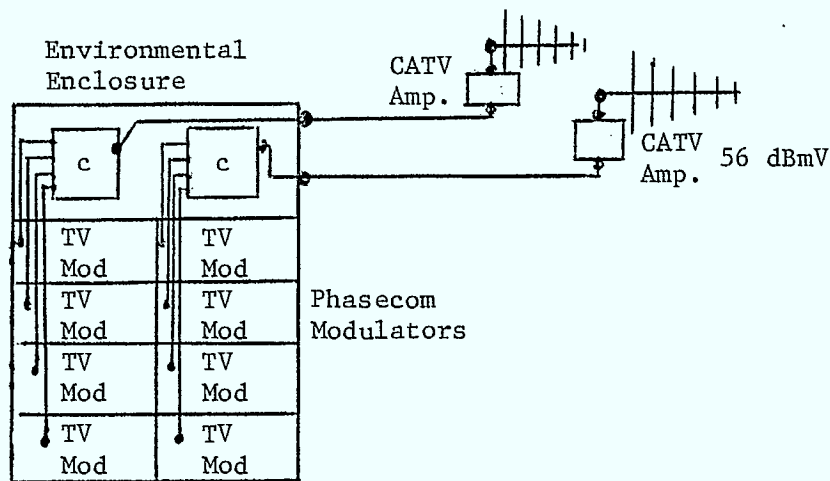 Environmental
Enclosure
CATV
Amp.
CATV
Amp.
56 dBmV
c
c
TV
Mod
TV
Mod
TV
Mod
TV
Mod
Phasecom
Modulators
TV
Mod
TV
Mod
TV
Mod
TV
Mod